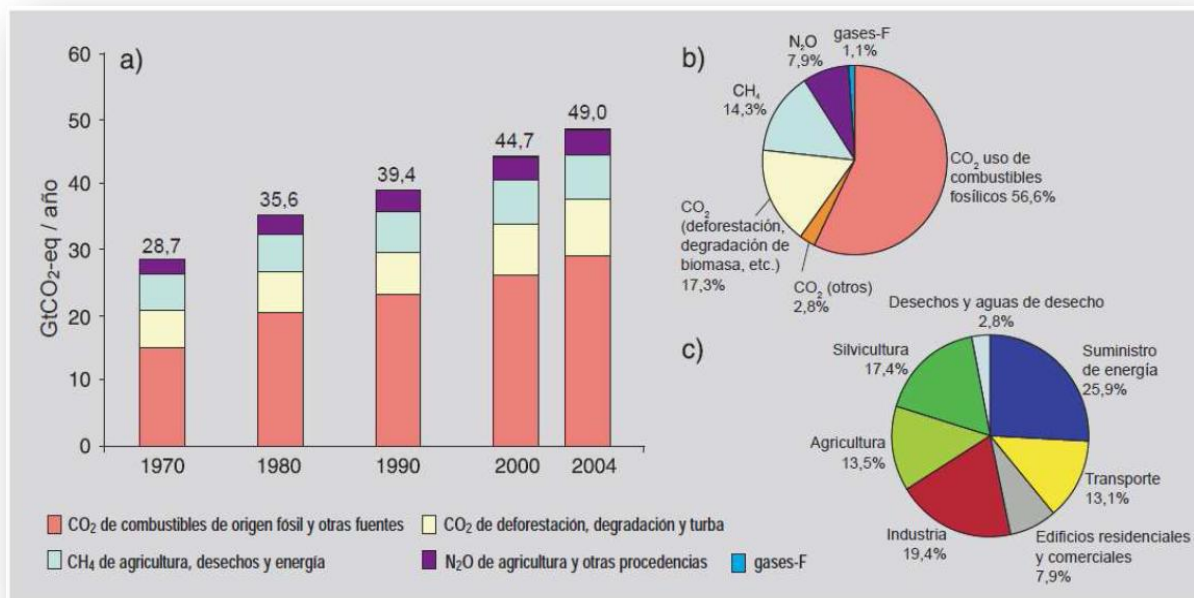 a)
GtCO₂-eq / año
60
50
40
30
20
10
0
28,7
35,6
39,4
44,7
49,0
1970
1980
1990
2000
2004
b)
gases-F
1,1%
N₂O
7,9%
CH₄
14,3%
CO₂
(deforestación,
degradación de
biomasa, etc.)
17,3%
CO₂ (otros)
2,8%
CO₂ uso de
combustibles
fosílicos 56,6%
c)
Desechos y aguas de desecho
2,8%
Silvicultura
17,4%
Agricultura
13,5%
Industria
19,4%
Suministro
de energía
25,9%
Transporte
13,1%
Edificios residenciales
y comerciales
7,9%
CO₂ de combustibles de origen fósil y otras fuentes
CO₂ de deforestación, degradación y turba
CH₄ de agricultura, desechos y energía
N₂O de agricultura y otras procedencias
gases-F